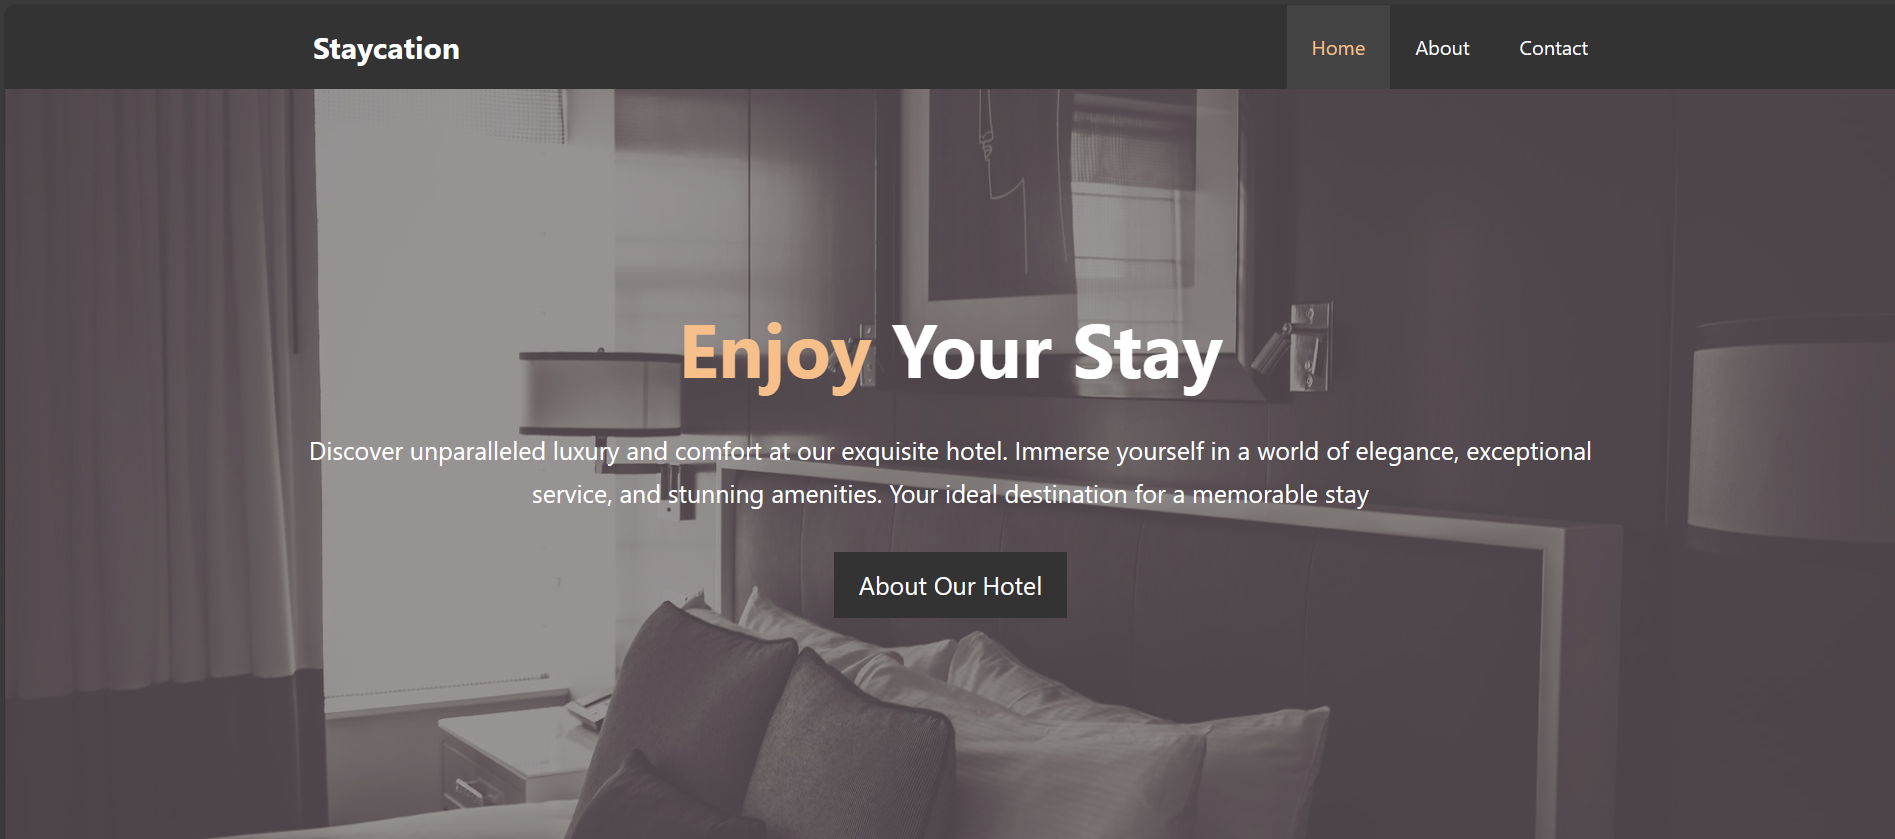 Staycation
Home
About
Contact
Enjoy Your Stay
Discover unparalleled luxury and comfort at our exquisite hotel. Immerse yourself in a world of elegance, exceptional
service, and stunning amenities. Your ideal destination for a memorable stay
About Our Hotel